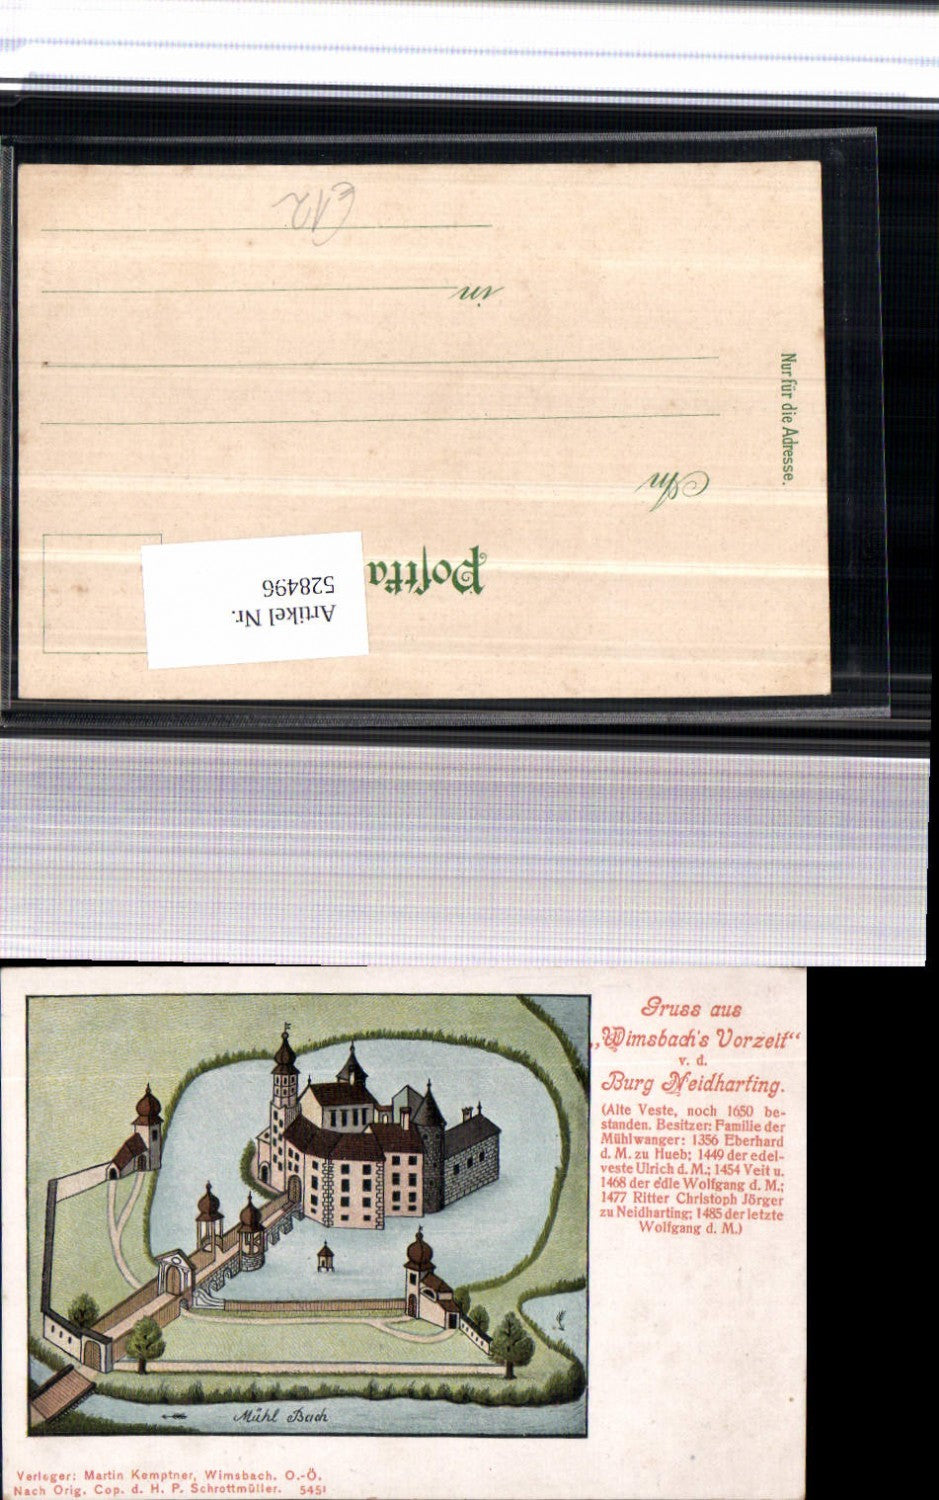 €12
in
Nur für die Adresse.
An
Postka
528496
Artikel Nr.
Gruss aus
„Wimsbach's Vorzeit“
v. d.
Burg Neidharting.
(Alte Veste, noch 1650 be-
standen. Besitzer: Familie der
Mühlwanger: 1356 Eberhard
d. M. zu Hueb; 1449 der edel-
veste Ulrich d. M.; 1454 Veit u.
1468 der edle Wolfgang d. M.;
1477 Ritter Christoph Jörger
zu Neidharting; 1485 der letzte
Wolfgang d. M.)
Mühl Bach
Verleger: Martin Kemptner, Wimsbach. O.-Ö.
Nach Orig. Cop. d. H. P. Schrottmüller. 5451